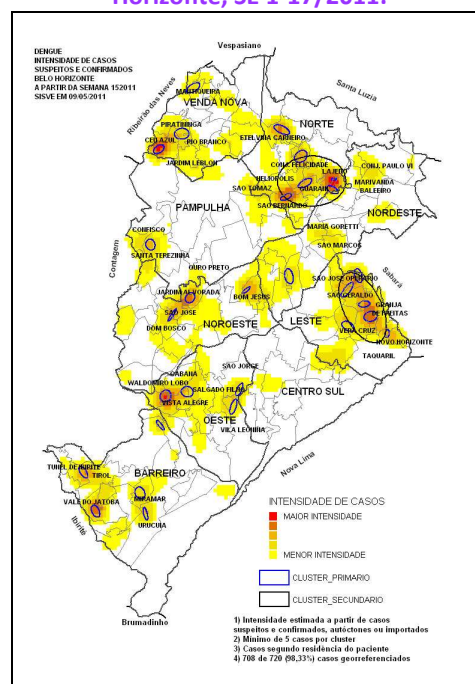 Horizonte, SE 1-17/2011.
DENGUE
INTENSIDADE DE CASOS
SUSPEITOS E CONFIRMADOS
BELO HORIZONTE
A PARTIR DA SEMANA 152011
SISVE EM 09/05/2011
Vespasiano
Ribeirão das Neves
Santa Luzia
MANTIQUEIRA
VENDA NOVA
NORTE
PIRATININGA
ETELVINA CARNEIRO
RIO BRANCO
CEU AZUL
JARDIM LEBLON
CONJ. FELICIDADE
CONJ. PAULO VI
LAJEDO
HELIOPOLIS
GUARANI
MARIVANDA
BALEEIRO
SAO TOMAZ
SAO BERNARDO
PAMPULHA
NORDESTE
MARIA GORETTI
CONFISCO
SAO MARCOS
Contagem
SANTA TEREZINHA
OURO PRETO
Sabará
SAO JOSE OPERARIO
JARDIM ALVORADA
BOM JESUS
SAO GERALDO
GRANJA
DE FREITAS
SAO JOSE
DOM BOSCO
NOROESTE
LESTE
VERA CRUZ
NOVO HORIZONTE
TAQUARIL
CABANA
SAO JORGE
WALDOMIRO LOBO
SALGADO FILHO
CENTRO SUL
VISTA ALEGRE
OESTE
VILA LEONINA
Nova Lima
TUNEL DE IBIRITE
TIROL
BARREIRO
VALE DO JATOBA
MIRAMAR
URUCUIA
Ibirité
Brumadinho
INTENSIDADE DE CASOS
MAIOR INTENSIDADE
MENOR INTENSIDADE
CLUSTER_PRIMARIO
CLUSTER_SECUNDARIO
1) Intensidade estimada a partir de casos
suspeitos e confirmados, autóctones ou importados
2) Mínimo de 5 casos por cluster
3) Casos segundo residência do paciente
4) 708 de 720 (98,33%) casos georreferenciados